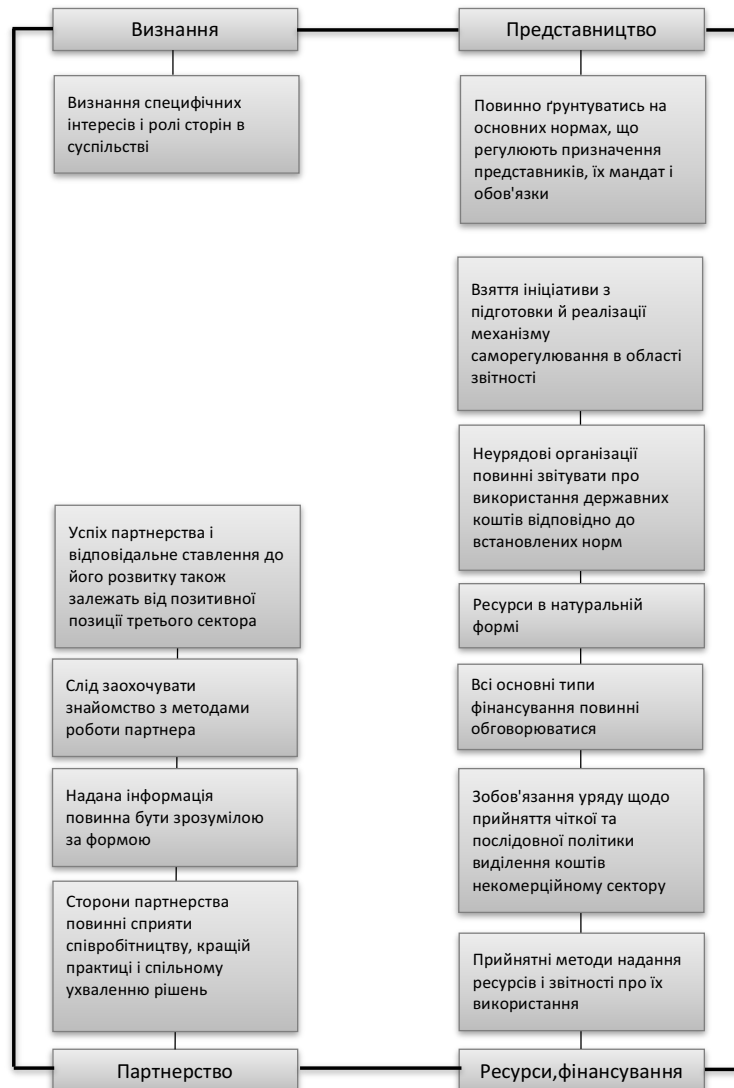 Визнання
Представництво
Визнання специфічних
інтересів і ролі сторін в
суспільстві
Повинно ґрунтуватись на
основних нормах, що
регулюють призначення
представників, їх мандат і
обов'язки
Взяття ініціативи з
підготовки й реалізації
механізму
саморегулювання в області
звітності
Неурядові організації
повинні звітувати про
використання державних
коштів відповідно до
встановлених норм
Успіх партнерства і
відповідальне ставлення до
його розвитку також
залежать від позитивної
позиції третього сектора
Ресурси в натуральній
формі
Слід заохочувати
знайомство з методами
роботи партнера
Всі основні типи
фінансування повинні
обговорюватися
Надана інформація
повинна бути зрозумілою
за формою
Зобов'язання уряду щодо
прийняття чіткої та
послідовної політики
виділення коштів
некомерційному сектору
Сторони партнерства
повинні сприяти
співробітництву, кращій
практиці і спільному
ухваленню рішень
Прийнятні методи надання
ресурсів і звітності про їх
використання
Партнерство
Ресурси,фінансування